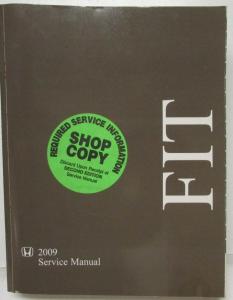 REQUIRED SERVICE INFORMATION
SHOP
COPY
Discard Upon Receipt of
SECOND EDITION
Service Manual
FIT
2009
Service Manual